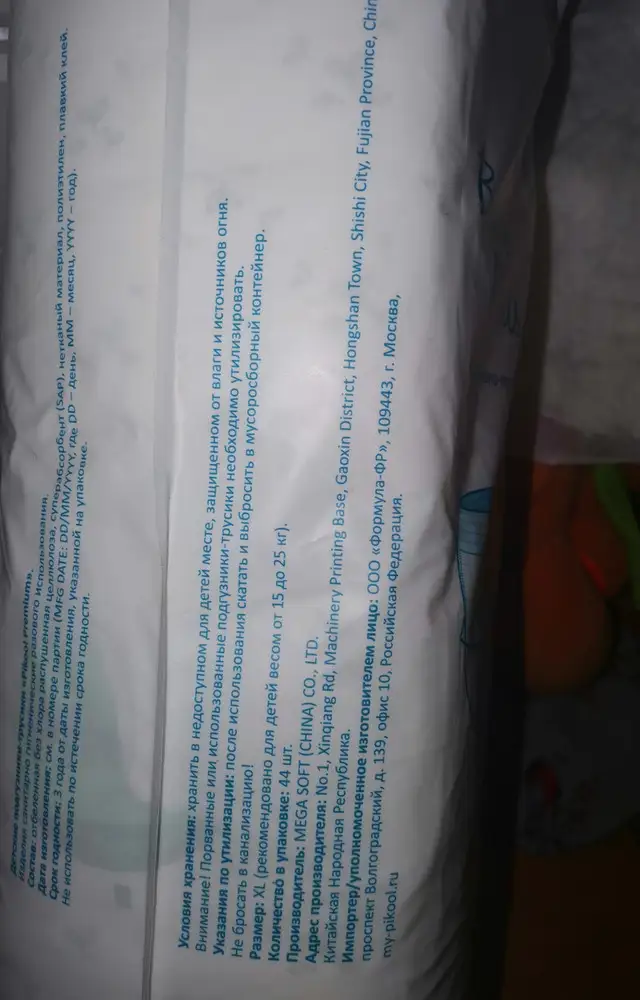 Детские подгузники-трусики «Pikool Premium».
Изделия санитарно-гигиенические разового использования.
Состав: отбеленная без хлора распушенная целлюлоза, суперабсорбент (SAP), нетканый материал, полиэтилен, плавкий клей.
Дата изготовления: см. в номере партии (MFG DATE: DD/MM/YYYY, где DD – день, MM – месяц, YYYY – год).
Срок годности: 3 года от даты изготовления, указанной на упаковке.
Не использовать по истечении срока годности.
Условия хранения: хранить в недоступном для детей месте, защищенном от влаги и источников огня.
Внимание! Порванные или использованные подгузники-трусики необходимо утилизировать.
Указания по утилизации: после использования скатать и выбросить в мусоросборный контейнер.
Не бросать в канализацию!
Размер: XL (рекомендовано для детей весом от 15 до 25 кг).
Количество в упаковке: 44 шт.
Производитель: MEGA SOFT (CHINA) CO., LTD.
Адрес производителя: No.1, Xinqiang Rd, Machinery Printing Base, Gaoxin District, Hongshan Town, Shishi City, Fujian Province,
Китайская Народная Республика.
Импортер/уполномоченное изготовителем лицо: ООО «Формула-ФР», 109443, г. Москва,
проспект Волгоградский, д. 139, офис 10, Российская Федерация.
my-pikool.ru